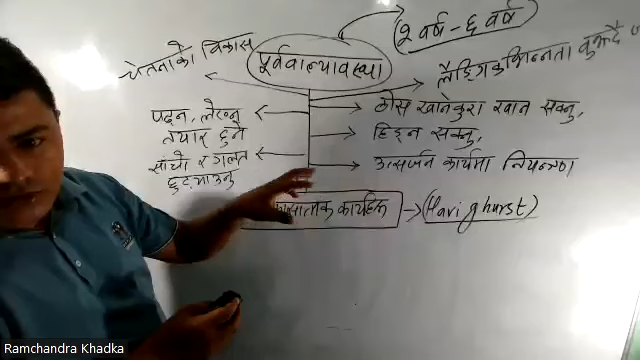 २ वर्ष - ६ वर्ष
चेतनाको विकास
पूर्वबाल्यावस्था
लैङ्गिक भिन्नता बुझ्दै
पढ्न, लेख्न
तयार हुने
साँचो र गलत
छुट्याउनु
ठोस खानेकुरा खान सक्नु,
हिड्न सक्नु,
उत्सर्जन कार्यमा नियन्त्रण
कार्यहरू → (Havighurst)
Ramchandra Khadka